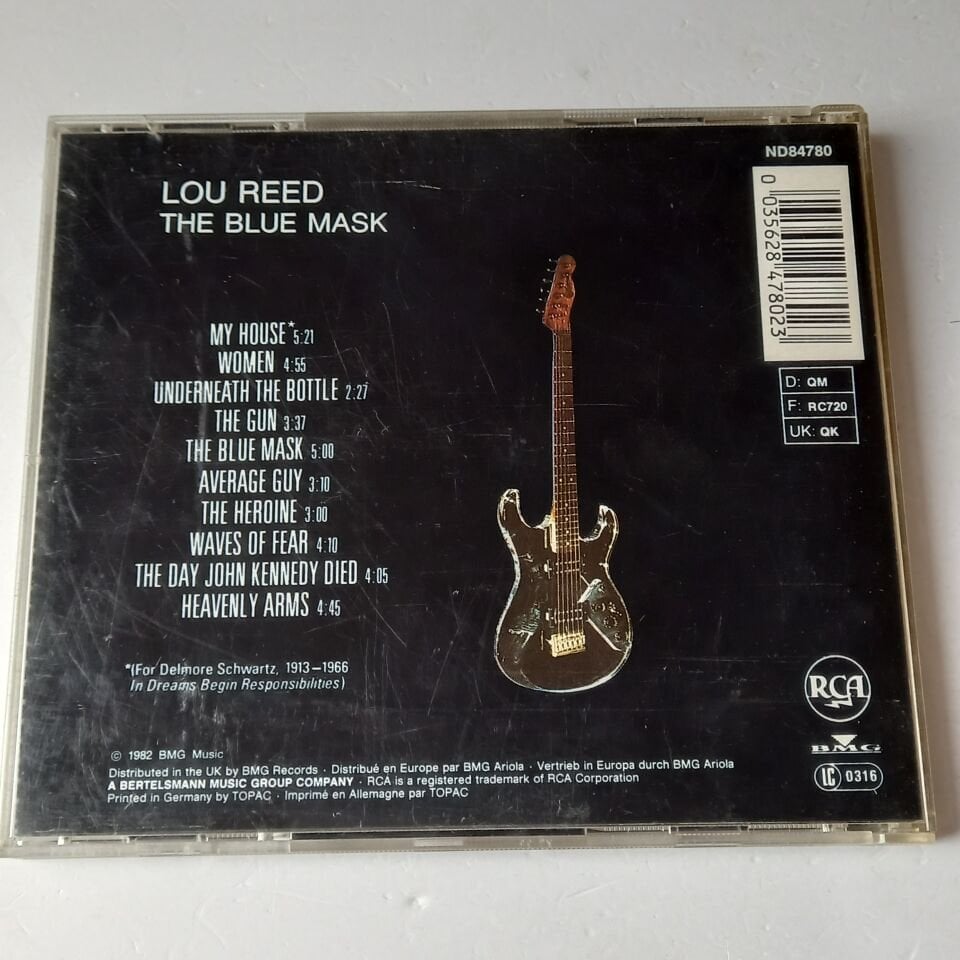 ND84780
LOU REED
THE BLUE MASK
0 035628 478023
MY HOUSE* 5:21
WOMEN 4:55
UNDERNEATH THE BOTTLE 2:27
THE GUN 3:37
THE BLUE MASK 5:00
AVERAGE GUY 3:10
THE HEROINE 3:00
WAVES OF FEAR 4:10
THE DAY JOHN KENNEDY DIED 4:05
HEAVENLY ARMS 4:45
D: QM
F: RC720
UK: QK
*(For Delmore Schwartz, 1913–1966
In Dreams Begin Responsibilities)
RCA
BMG
LC 0316
© 1982 BMG Music
Distributed in the UK by BMG Records · Distribué en Europe par BMG Ariola · Vertrieb in Europa durch BMG Ariola
A BERTELSMANN MUSIC GROUP COMPANY · RCA is a registered trademark of RCA Corporation
Printed in Germany by TOPAC · Imprimé en Allemagne par TOPAC